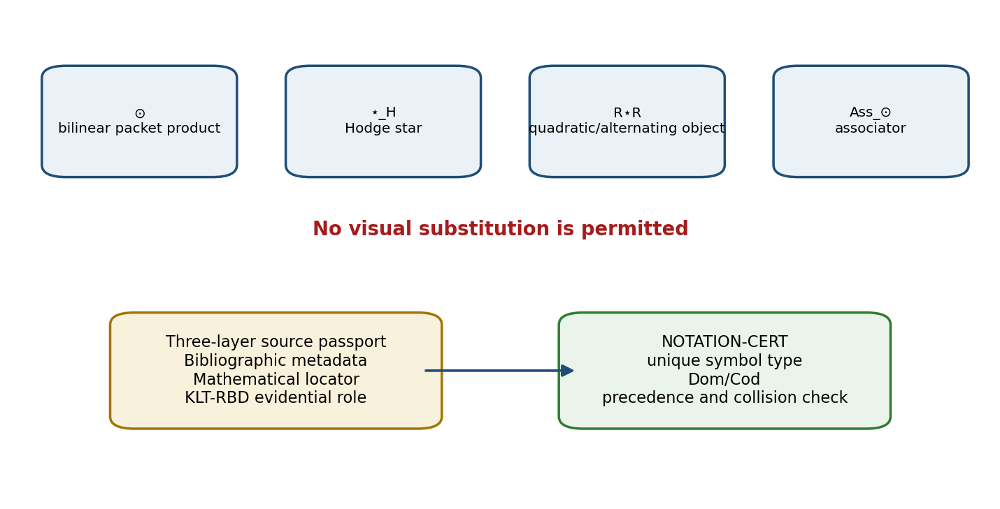 ⊙
bilinear packet product
⋆_H
Hodge star
R⋆R
quadratic/alternating object
Ass_⊙
associator
No visual substitution is permitted
Three-layer source passport
Bibliographic metadata
Mathematical locator
KLT-RBD evidential role
NOTATION-CERT
unique symbol type
Dom/Cod
precedence and collision check